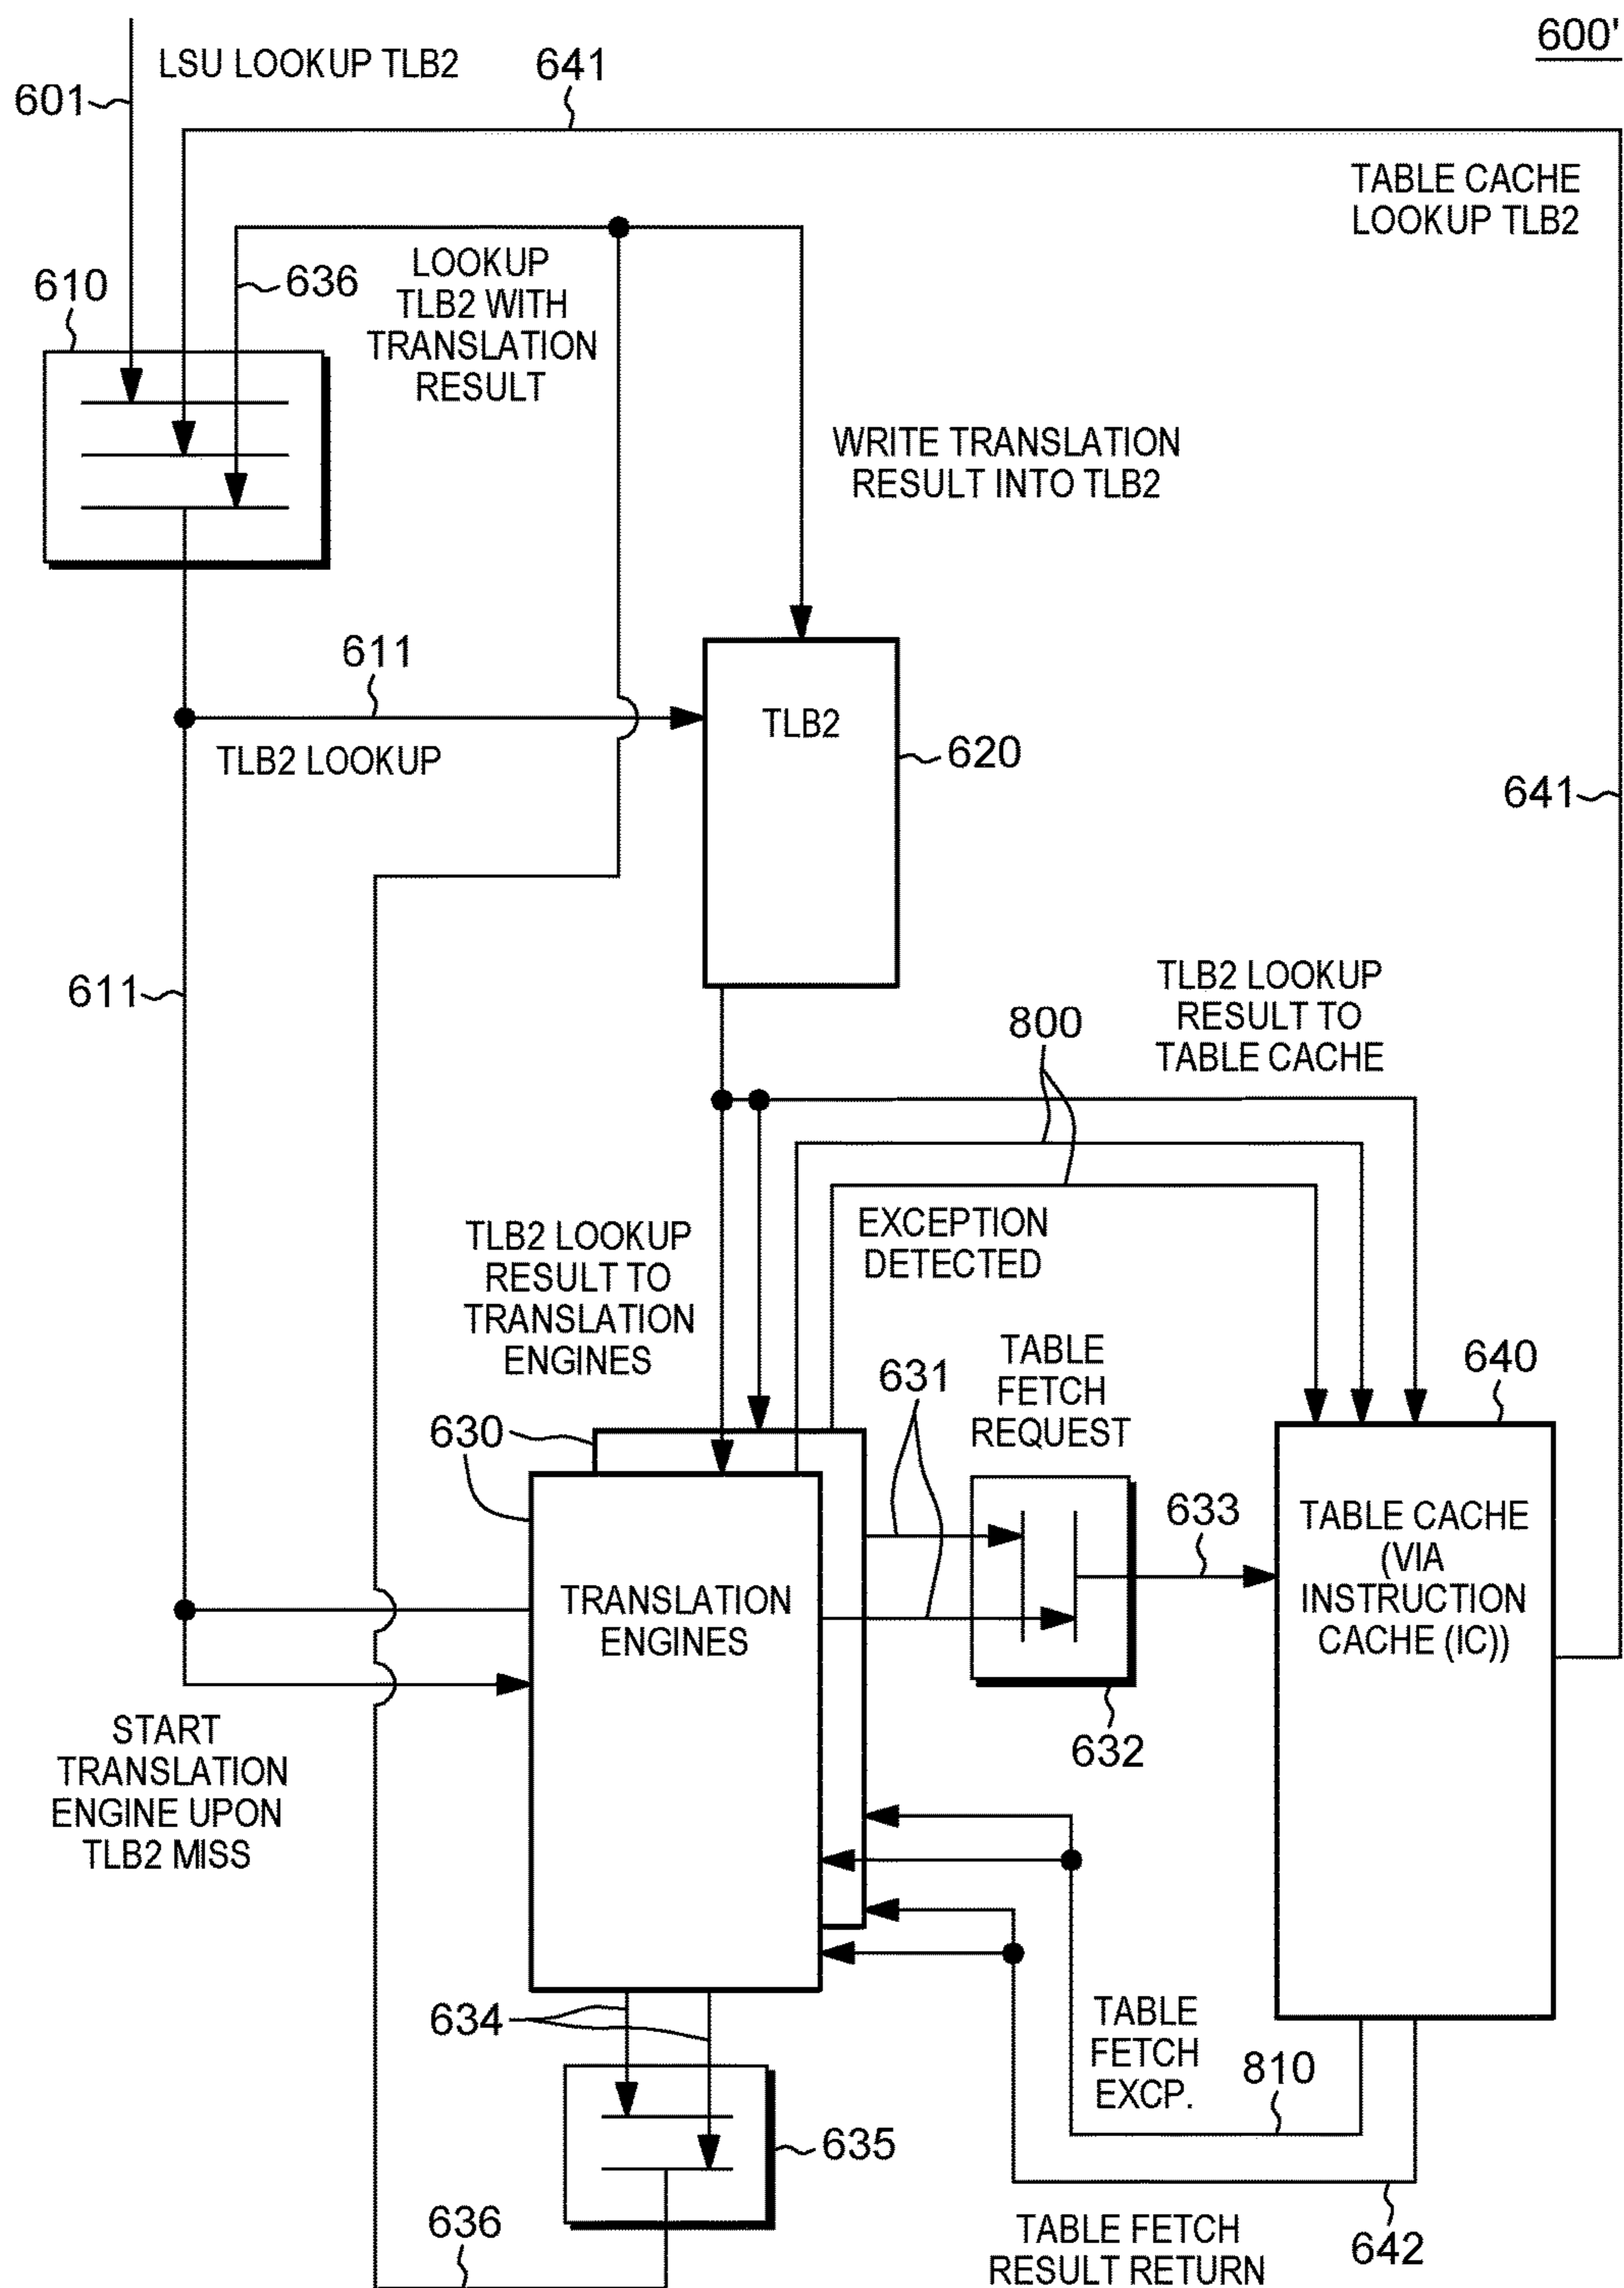 600'
LSU LOOKUP TLB2
641
601
TABLE CACHE
LOOKUP TLB2
610
636
LOOKUP
TLB2 WITH
TRANSLATION
RESULT
WRITE TRANSLATION
RESULT INTO TLB2
611
TLB2
TLB2 LOOKUP
620
641
611
TLB2 LOOKUP
RESULT TO
TABLE CACHE
800
EXCEPTION
DETECTED
TLB2 LOOKUP
RESULT TO
TRANSLATION
ENGINES
TABLE
FETCH
REQUEST
640
631
630
633
TABLE CACHE
(VIA
INSTRUCTION
CACHE (IC))
TRANSLATION
ENGINES
632
START
TRANSLATION
ENGINE UPON
TLB2 MISS
634
TABLE
FETCH
EXCP.
810
635
636
TABLE FETCH
RESULT RETURN
642